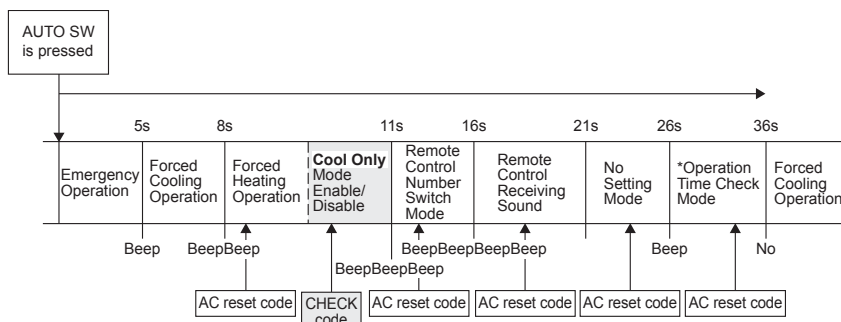 AUTO SW
is pressed
5s 8s 11s 16s 21s 26s 36s
Emergency
Operation
Forced
Cooling
Operation
Forced
Heating
Operation
Cool Only
Mode
Enable/
Disable
Remote
Control
Number
Switch
Mode
Remote
Control
Receiving
Sound
No
Setting
Mode
*Operation
Time Check
Mode
Forced
Cooling
Operation
Beep BeepBeep BeepBeepBeepBeep Beep No
BeepBeepBeep
AC reset code
CHECK
code
AC reset code
AC reset code
AC reset code
AC reset code